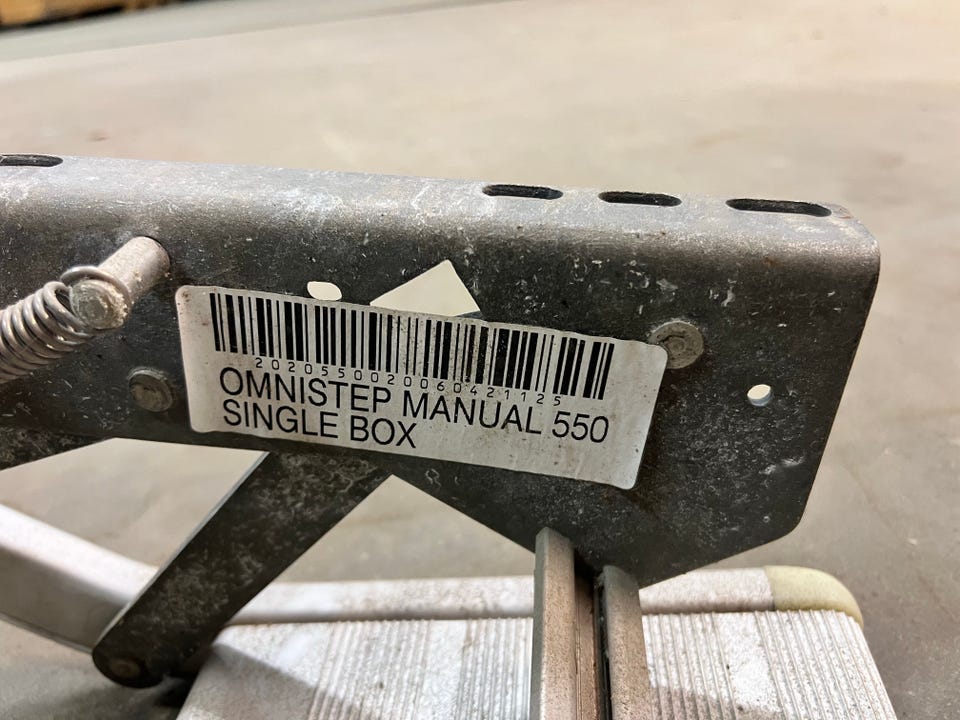 2020550020060421125
OMNISTEP MANUAL 550
SINGLE BOX